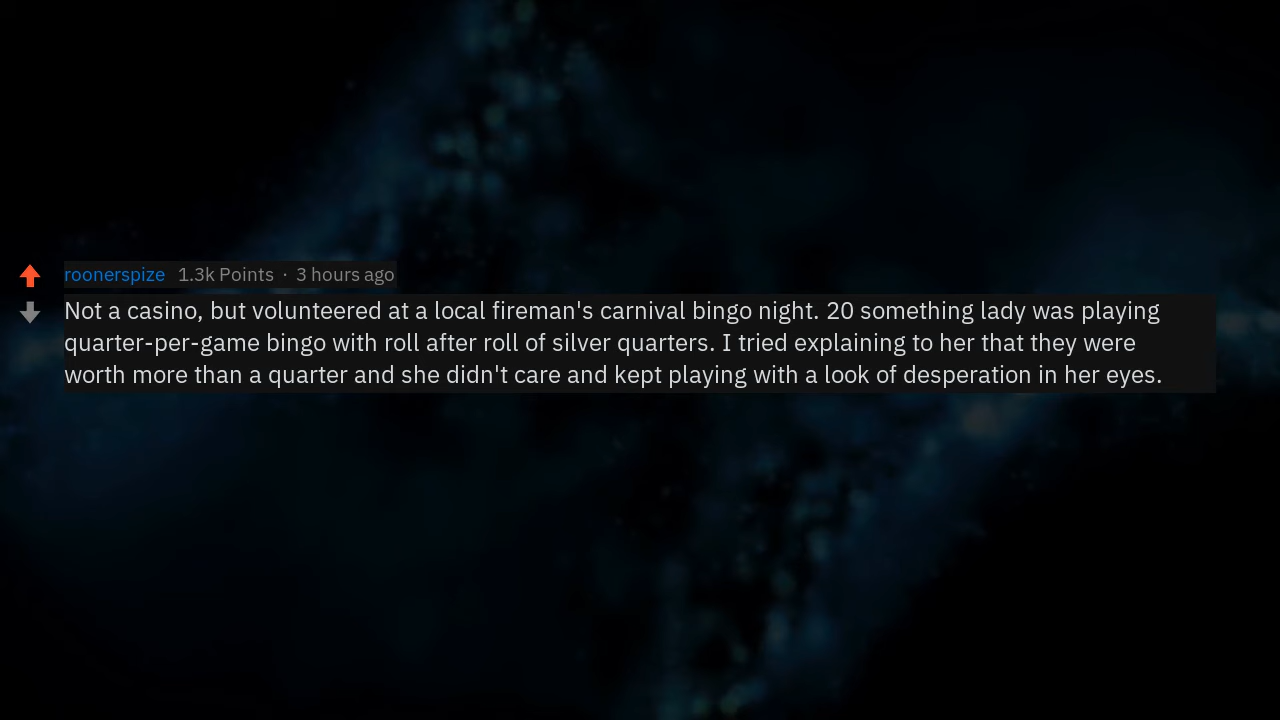 roonerspize 1.3k Points · 3 hours ago
Not a casino, but volunteered at a local fireman's carnival bingo night. 20 something lady was playing
quarter-per-game bingo with roll after roll of silver quarters. I tried explaining to her that they were
worth more than a quarter and she didn't care and kept playing with a look of desperation in her eyes.